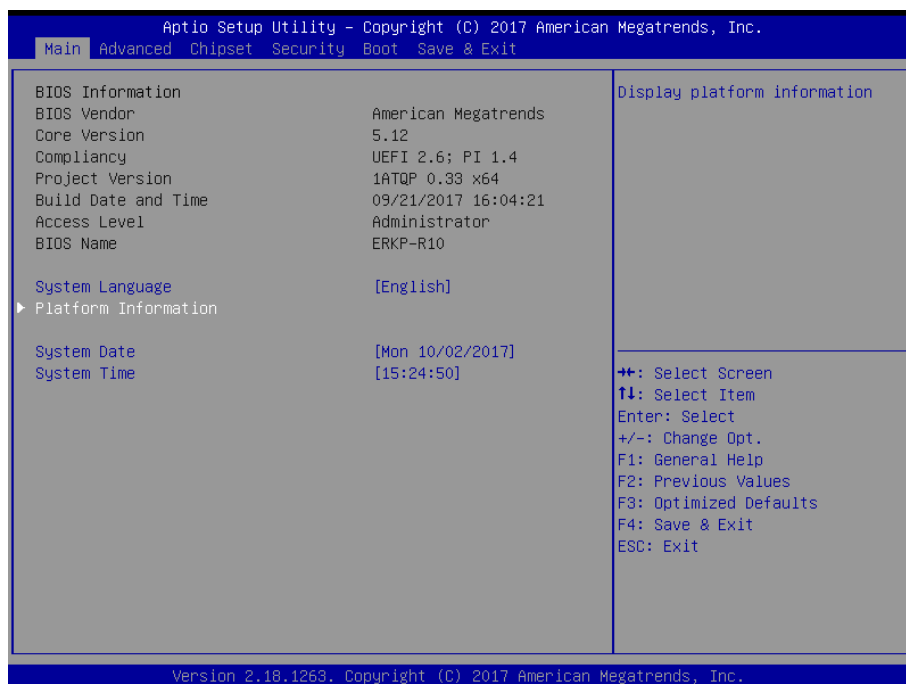 Aptio Setup Utility – Copyright (C) 2017 American Megatrends, Inc.
Main Advanced Chipset Security Boot Save & Exit
BIOS Information
BIOS Vendor American Megatrends
Core Version 5.12
Compliancy UEFI 2.6; PI 1.4
Project Version 1ATQP 0.33 x64
Build Date and Time 09/21/2017 16:04:21
Access Level Administrator
BIOS Name ERKP-R10
System Language [English]
▶ Platform Information
System Date [Mon 10/02/2017]
System Time [15:24:50]
Display platform information
→←: Select Screen
↑↓: Select Item
Enter: Select
+/-: Change Opt.
F1: General Help
F2: Previous Values
F3: Optimized Defaults
F4: Save & Exit
ESC: Exit
Version 2.18.1263. Copyright (C) 2017 American Megatrends, Inc.